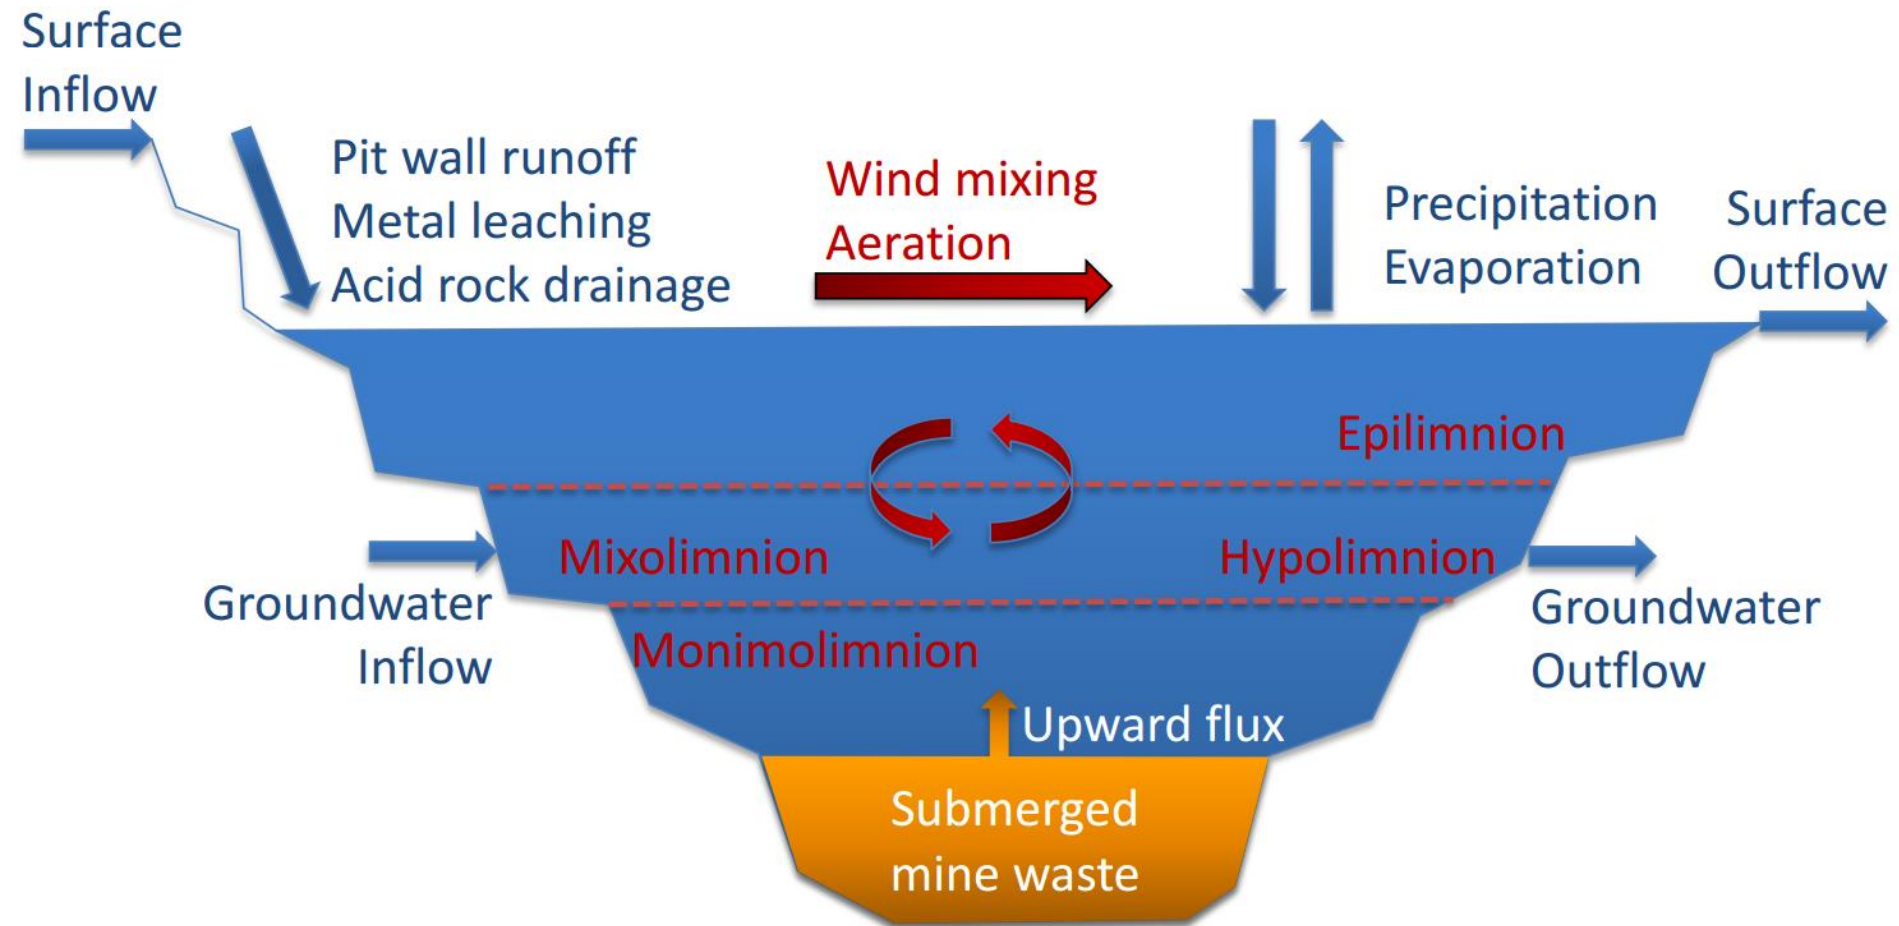 Surface
Inflow
Pit wall runoff
Metal leaching
Acid rock drainage
Wind mixing
Aeration
Precipitation
Evaporation
Surface
Outflow
Epilimnion
Mixolimnion
Hypolimnion
Groundwater
Inflow
Groundwater
Outflow
Monimolimnion
Upward flux
Submerged
mine waste